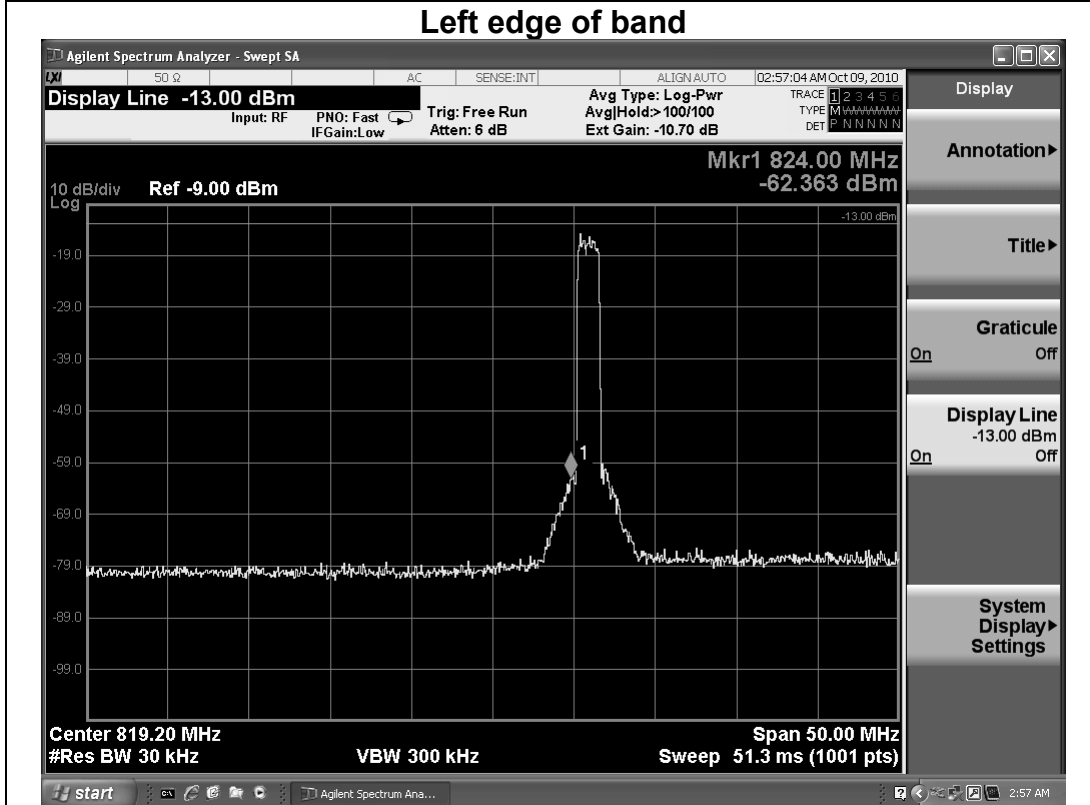 Left edge of band
Agilent Spectrum Analyzer - Swept SA
LXI 50 Ω AC SENSE:INT ALIGN AUTO 02:57:04 AM Oct 09, 2010
Display Line -13.00 dBm
Input: RF PNO: Fast IFGain:Low
Trig: Free Run
Atten: 6 dB
Avg Type: Log-Pwr
Avg|Hold:>100/100
Ext Gain: -10.70 dB
TRACE 1 2 3 4 5 6
TYPE M WWWWW
DET P N N N N N
Mkr1 824.00 MHz
-62.363 dBm
10 dB/div Ref -9.00 dBm
Log
-13.00 dBm
-19.0
-29.0
-39.0
-49.0
-59.0
-69.0
-79.0
-89.0
-99.0
1
Center 819.20 MHz Span 50.00 MHz
#Res BW 30 kHz VBW 300 kHz Sweep 51.3 ms (1001 pts)
Display
Annotation
Title
Graticule
On Off
Display Line
-13.00 dBm
On Off
System
Display
Settings
start Agilent Spectrum Ana... 2:57 AM